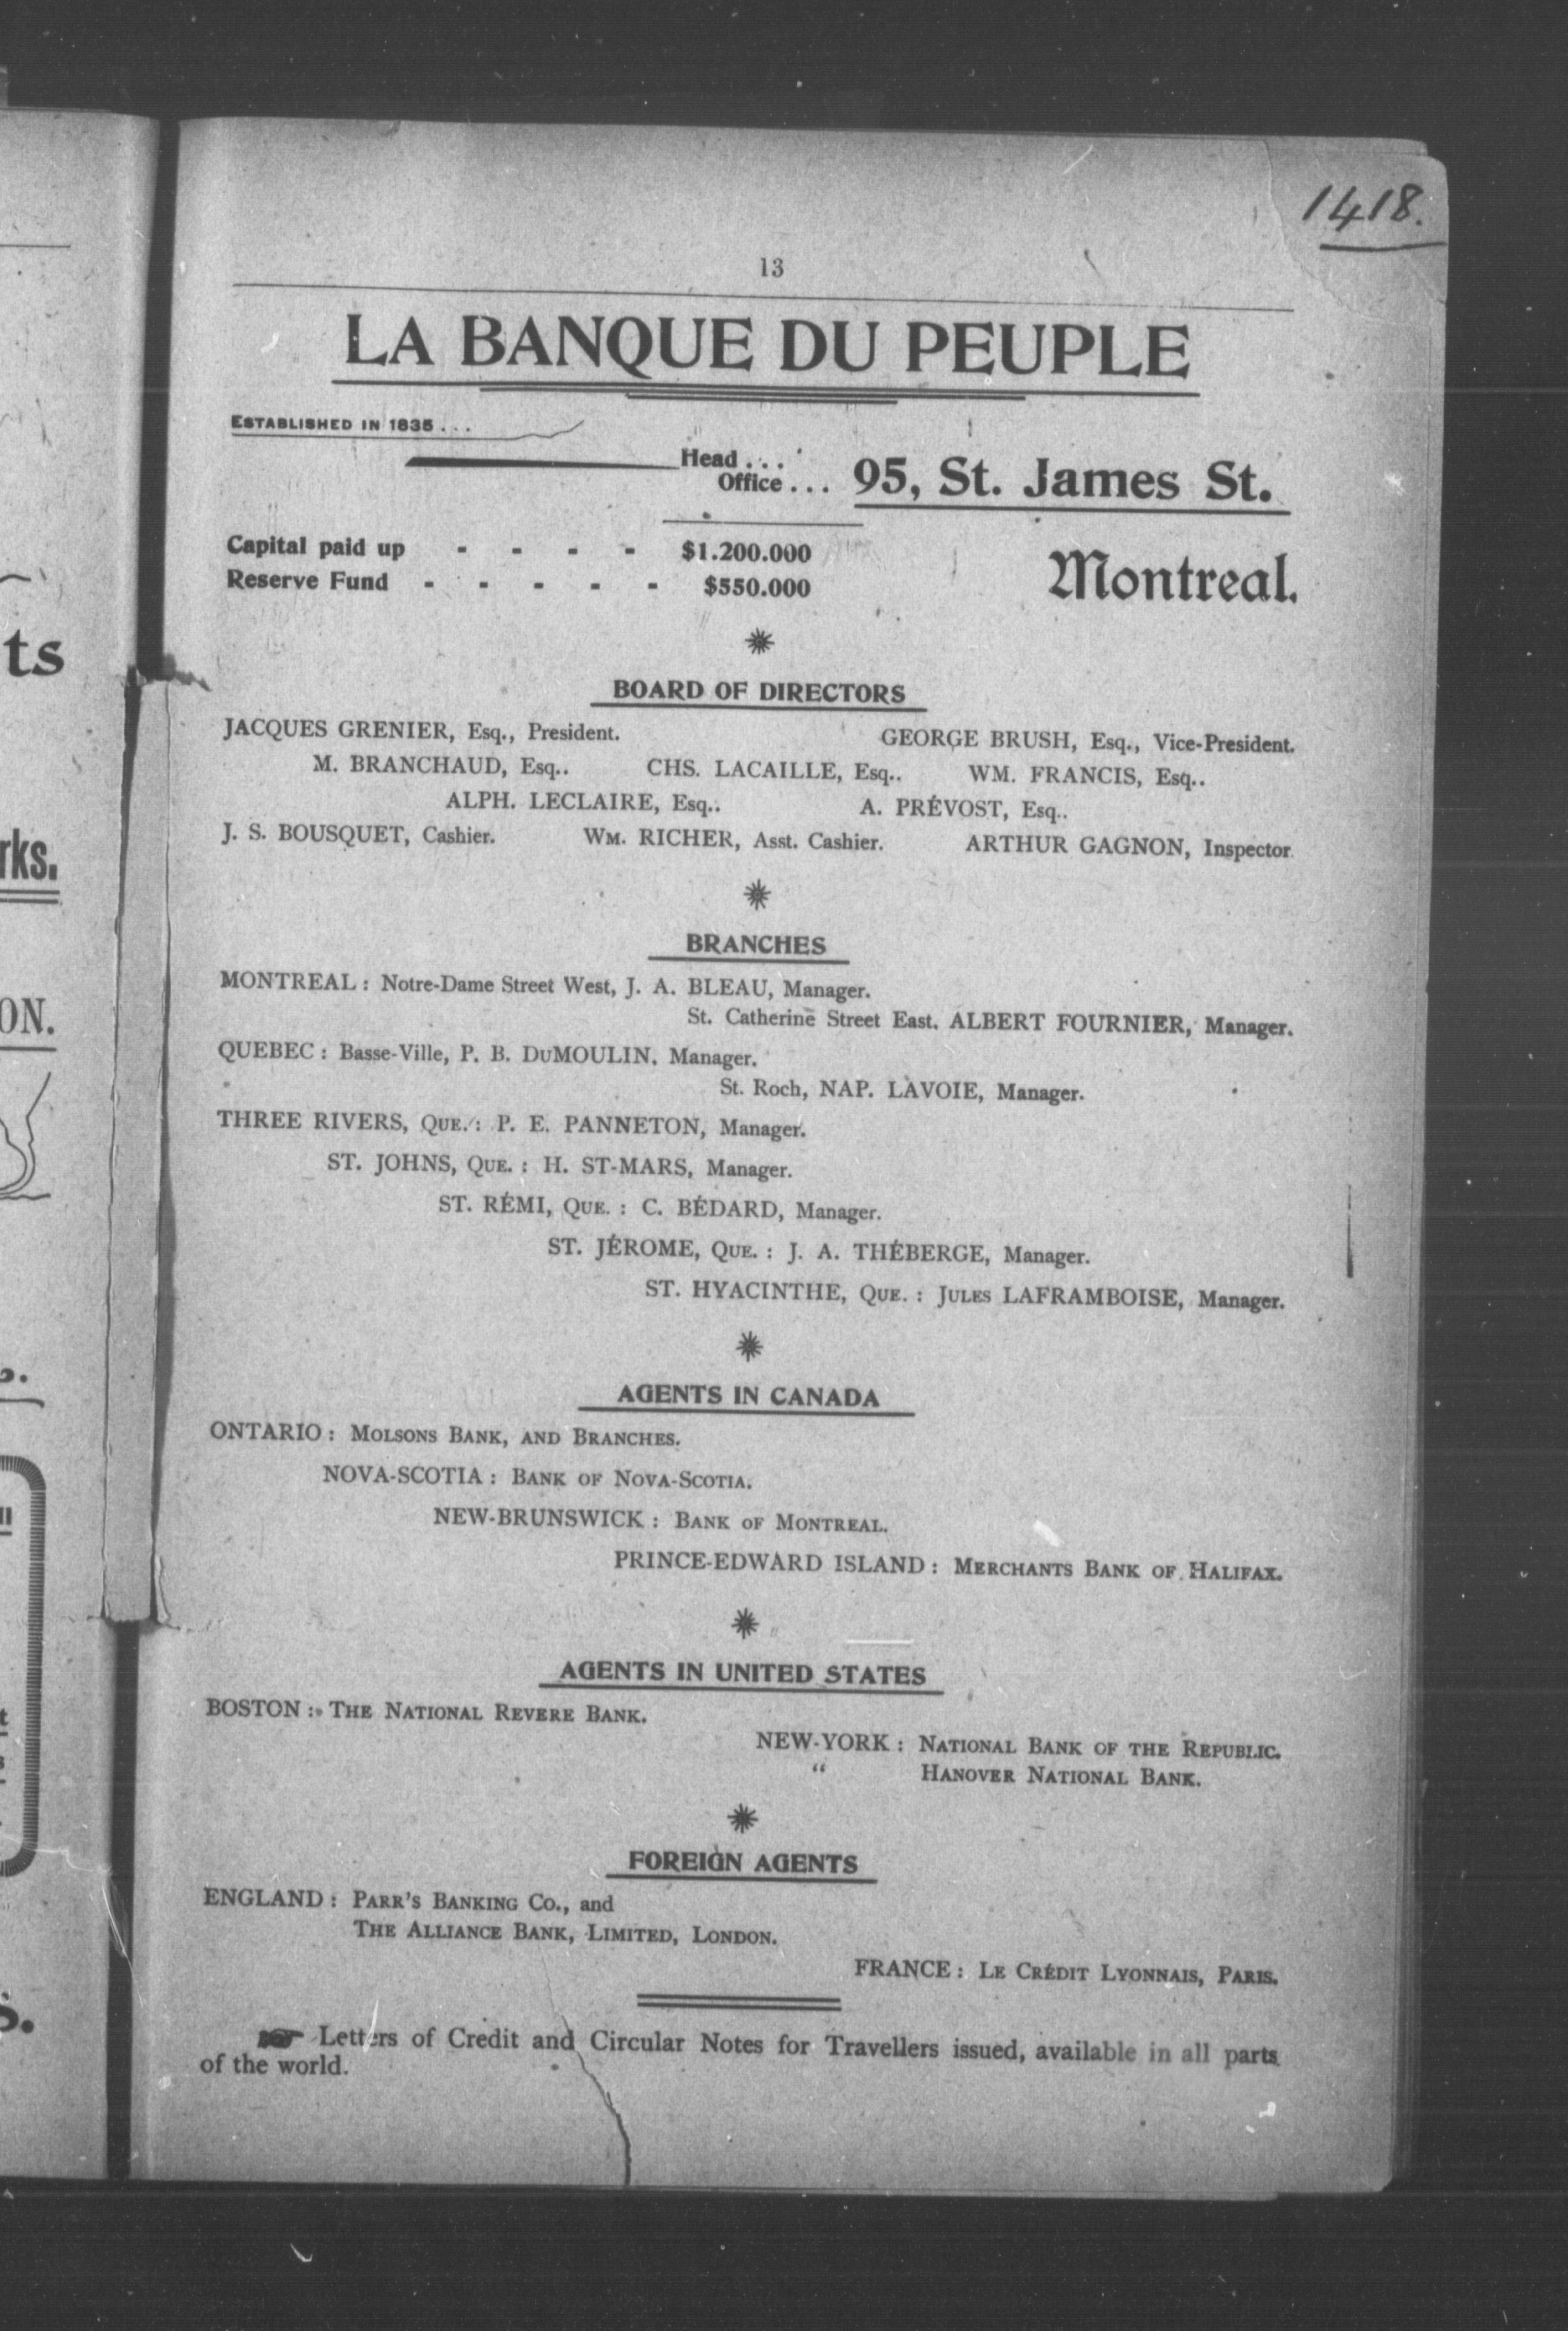 1418.
13
LA BANQUE DU PEUPLE
ESTABLISHED IN 1835 . . .
Head . . .
Office . . . 95, St. James St.
Capital paid up - - - - $1.200.000
Montreal.
Reserve Fund - - - - - $550.000
BOARD OF DIRECTORS
JACQUES GRENIER, Esq., President. GEORGE BRUSH, Esq., Vice-President.
M. BRANCHAUD, Esq.. CHS. LACAILLE, Esq.. WM. FRANCIS, Esq..
ALPH. LECLAIRE, Esq.. A. PRÉVOST, Esq..
J. S. BOUSQUET, Cashier. WM. RICHER, Asst. Cashier. ARTHUR GAGNON, Inspector.
BRANCHES
MONTREAL : Notre-Dame Street West, J. A. BLEAU, Manager.
St. Catherine Street East. ALBERT FOURNIER, Manager.
QUEBEC : Basse-Ville, P. B. DUMOULIN. Manager.
St. Roch, NAP. LAVOIE, Manager.
THREE RIVERS, QUE. : P. E. PANNETON, Manager.
ST. JOHNS, QUE. : H. ST-MARS, Manager.
ST. RÉMI, QUE. : C. BÉDARD, Manager.
ST. JÉROME, QUE. : J. A. THÉBERGE, Manager.
ST. HYACINTHE, QUE. : JULES LAFRAMBOISE, Manager.
AGENTS IN CANADA
ONTARIO : MOLSONS BANK, AND BRANCHES.
NOVA-SCOTIA : BANK OF NOVA-SCOTIA.
NEW-BRUNSWICK : BANK OF MONTREAL.
PRINCE-EDWARD ISLAND : MERCHANTS BANK OF HALIFAX.
AGENTS IN UNITED STATES
BOSTON : THE NATIONAL REVERE BANK.
NEW-YORK : NATIONAL BANK OF THE REPUBLIC.
“ HANOVER NATIONAL BANK.
FOREIGN AGENTS
ENGLAND : PARR'S BANKING CO., and
THE ALLIANCE BANK, LIMITED, LONDON.
FRANCE : LE CRÉDIT LYONNAIS, PARIS.
Letters of Credit and Circular Notes for Travellers issued, available in all parts
of the world.